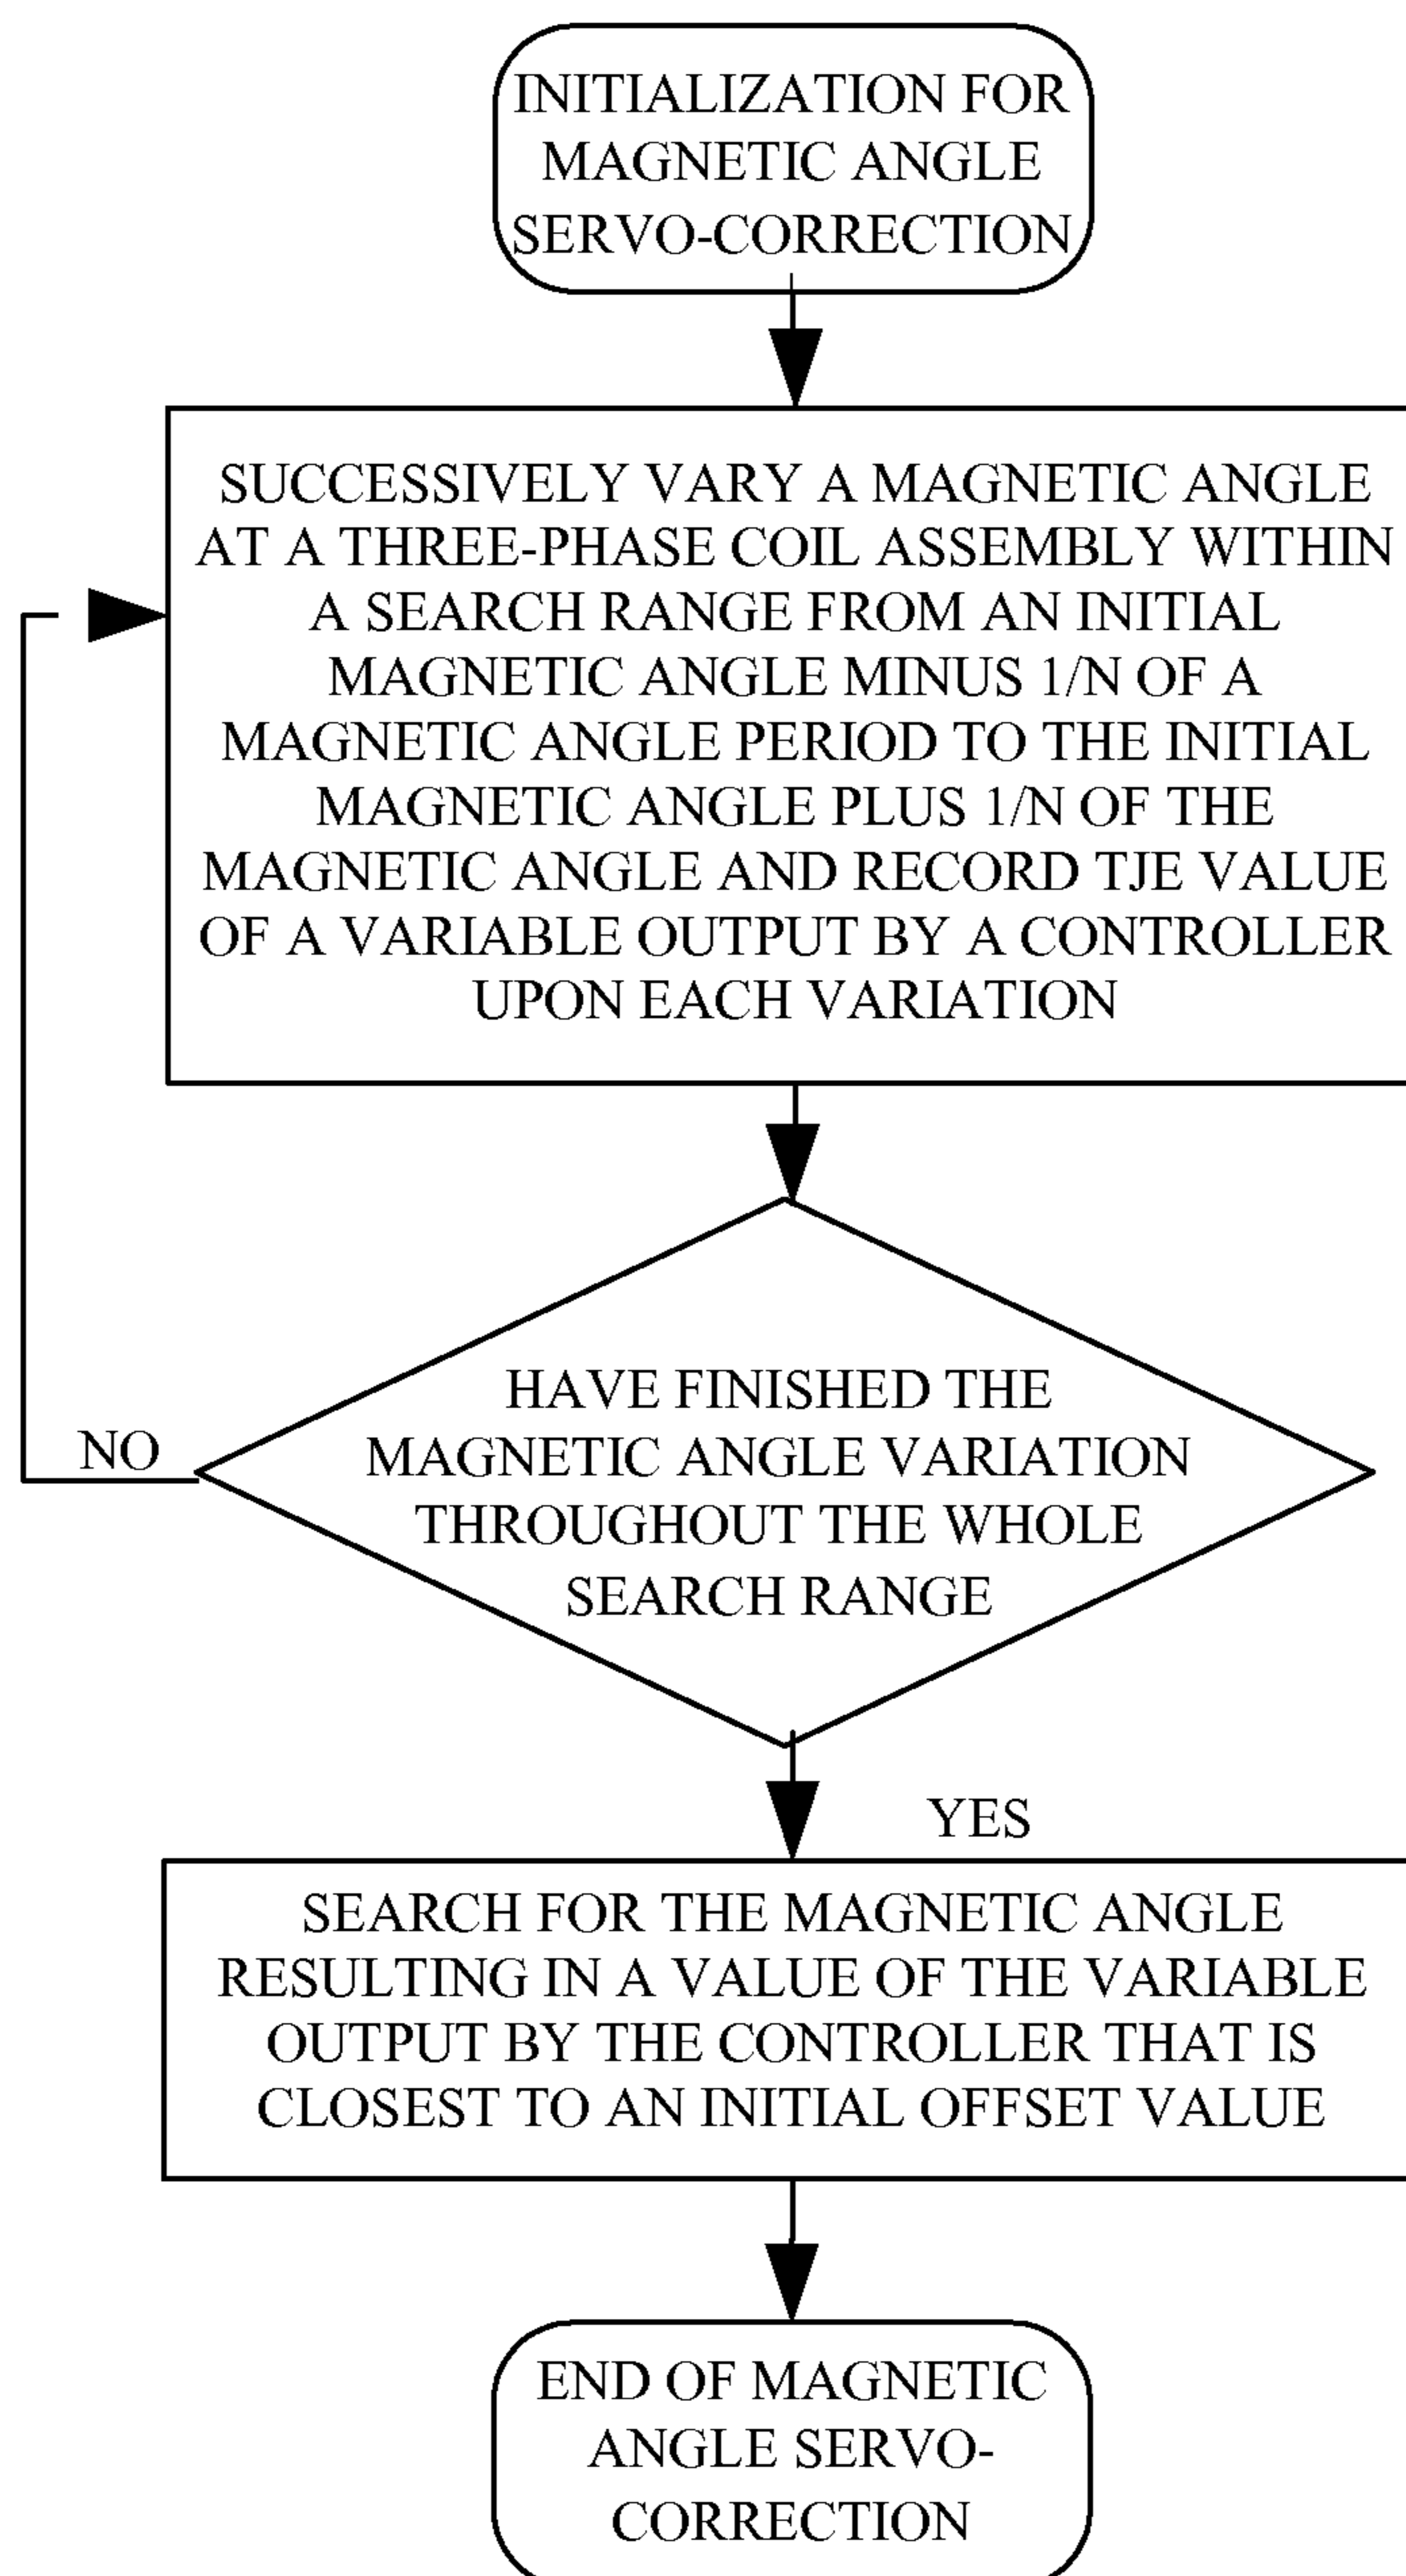 INITIALIZATION FOR
MAGNETIC ANGLE
SERVO-CORRECTION
SUCCESSIVELY VARY A MAGNETIC ANGLE
AT A THREE-PHASE COIL ASSEMBLY WITHIN
A SEARCH RANGE FROM AN INITIAL
MAGNETIC ANGLE MINUS 1/N OF A
MAGNETIC ANGLE PERIOD TO THE INITIAL
MAGNETIC ANGLE PLUS 1/N OF THE
MAGNETIC ANGLE AND RECORD TJE VALUE
OF A VARIABLE OUTPUT BY A CONTROLLER
UPON EACH VARIATION
HAVE FINISHED THE
MAGNETIC ANGLE VARIATION
THROUGHOUT THE WHOLE
SEARCH RANGE
NO
YES
SEARCH FOR THE MAGNETIC ANGLE
RESULTING IN A VALUE OF THE VARIABLE
OUTPUT BY THE CONTROLLER THAT IS
CLOSEST TO AN INITIAL OFFSET VALUE
END OF MAGNETIC
ANGLE SERVO-
CORRECTION